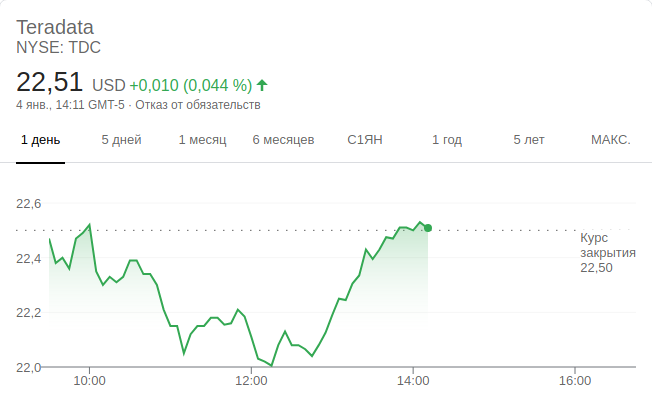 Teradata
NYSE: TDC
22,51 USD +0,010 (0,044 %)
4 янв., 14:11 GMT-5 · Отказ от обязательств
1 день 5 дней 1 месяц 6 месяцев С1ЯН 1 год 5 лет МАКС.
22,6
Курс
закрытия
22,50
22,4
22,2
22,0
10:00 12:00 14:00 16:00